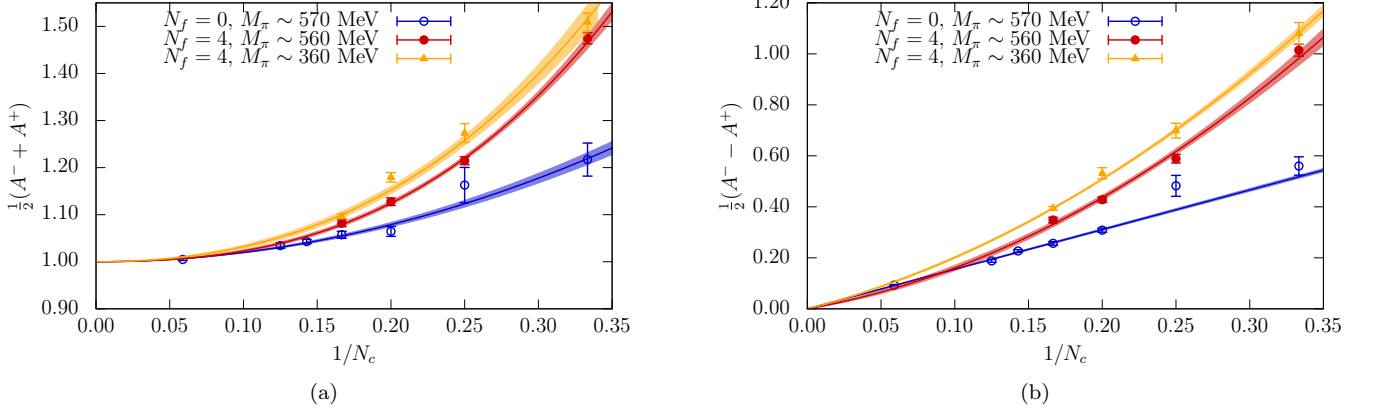 1.50
1.40
1.30
1.20
1.10
1.00
0.90
½(A⁻ + A⁺)
N_f = 0, M_π ∼ 570 MeV
N_f = 4, M_π ∼ 560 MeV
N_f = 4, M_π ∼ 360 MeV
0.00 0.05 0.10 0.15 0.20 0.25 0.30 0.35
1/N_c
(a)
1.20
1.00
0.80
0.60
0.40
0.20
0.00
½(A⁻ − A⁺)
N_f = 0, M_π ∼ 570 MeV
N_f = 4, M_π ∼ 560 MeV
N_f = 4, M_π ∼ 360 MeV
0.00 0.05 0.10 0.15 0.20 0.25 0.30 0.35
1/N_c
(b)